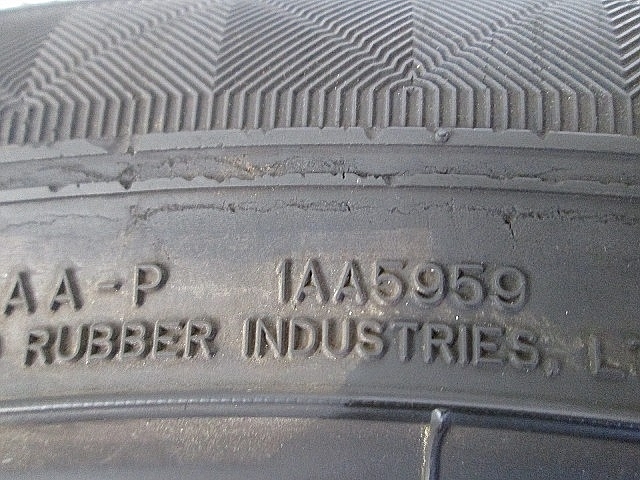 AA-P 1AA5959
RUBBER INDUSTRIES, L